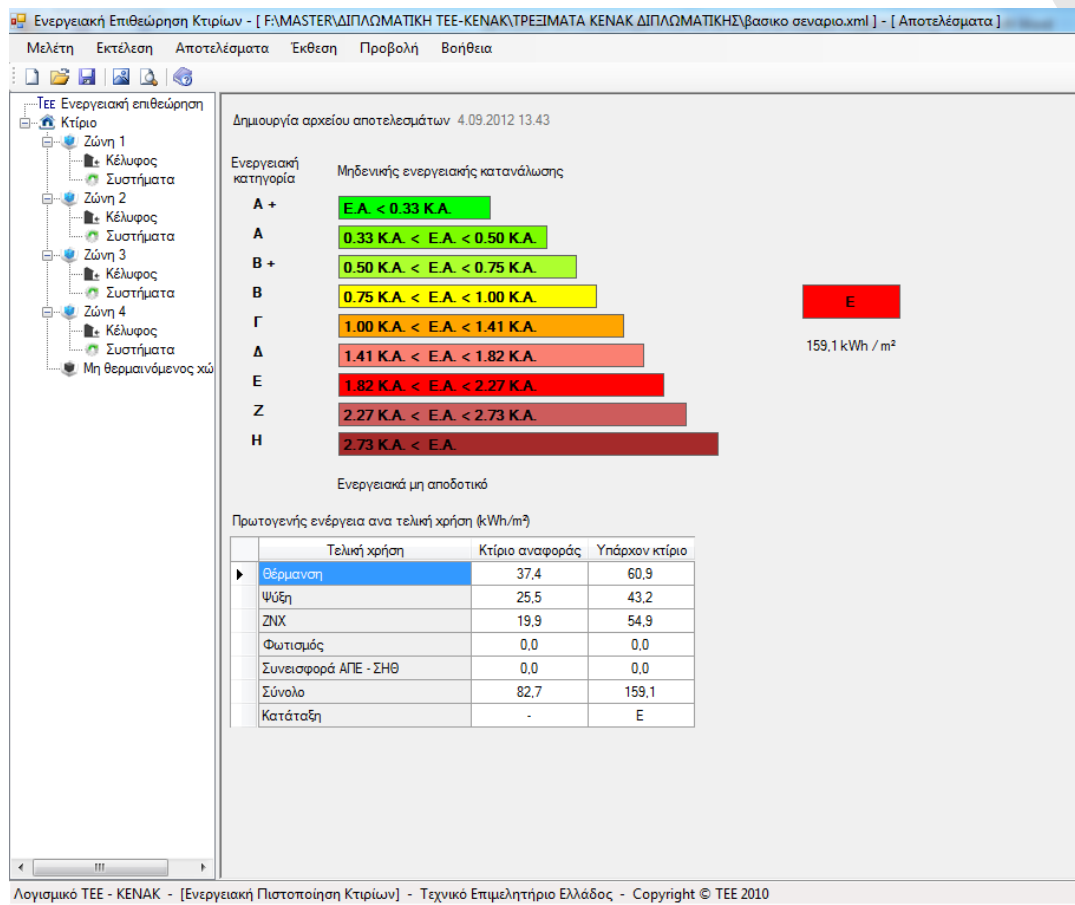 Ενεργειακή Επιθεώρηση Κτιρίων - [ F:\MASTER\ΔΙΠΛΩΜΑΤΙΚΗ ΤΕΕ-ΚΕΝΑΚ\ΤΡΕΞΙΜΑΤΑ ΚΕΝΑΚ ΔΙΠΛΩΜΑΤΙΚΗΣ\βασικο σεναριο.xml ] - [ Αποτελέσματα ]
Μελέτη Εκτέλεση Αποτελέσματα Έκθεση Προβολή Βοήθεια
ΤΕΕ Ενεργειακή επιθεώρηση
Κτίριο
Ζώνη 1
Κέλυφος
Συστήματα
Ζώνη 2
Κέλυφος
Συστήματα
Ζώνη 3
Κέλυφος
Συστήματα
Ζώνη 4
Κέλυφος
Συστήματα
Μη θερμαινόμενος χώ
Δημιουργία αρχείου αποτελεσμάτων 4.09.2012 13.43
Ενεργειακή κατηγορία
Μηδενικής ενεργειακής κατανάλωσης
Α + Ε.Α. < 0.33 Κ.Α.
Α 0.33 Κ.Α. < Ε.Α. < 0.50 Κ.Α.
Β + 0.50 Κ.Α. < Ε.Α. < 0.75 Κ.Α.
Β 0.75 Κ.Α. < Ε.Α. < 1.00 Κ.Α.
Γ 1.00 Κ.Α. < Ε.Α. < 1.41 Κ.Α.
Δ 1.41 Κ.Α. < Ε.Α. < 1.82 Κ.Α.
Ε 1.82 Κ.Α. < Ε.Α. < 2.27 Κ.Α.
Ζ 2.27 Κ.Α. < Ε.Α. < 2.73 Κ.Α.
Η 2.73 Κ.Α. < Ε.Α.
Ε
159,1 kWh / m²
Ενεργειακά μη αποδοτικό
Πρωτογενής ενέργεια ανα τελική χρήση (kWh/m²)
Τελική χρήση Κτίριο αναφοράς Υπάρχον κτίριο
Θέρμανση 37,4 60,9
Ψύξη 25,5 43,2
ΖΝΧ 19,9 54,9
Φωτισμός 0,0 0,0
Συνεισφορά ΑΠΕ - ΣΗΘ 0,0 0,0
Σύνολο 82,7 159,1
Κατάταξη - Ε
Λογισμικό ΤΕΕ - ΚΕΝΑΚ - [Ενεργειακή Πιστοποίηση Κτιρίων] - Τεχνικό Επιμελητήριο Ελλάδος - Copyright © ΤΕΕ 2010